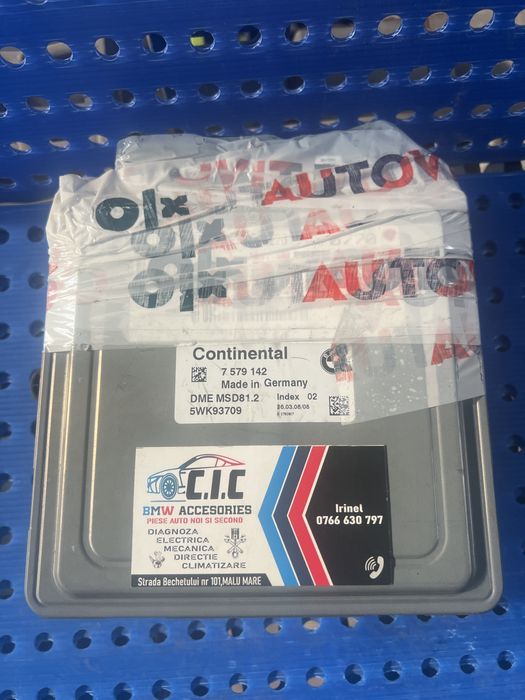 olx
AUTOV
olx
A
olx
AUTO
A
Continental
7 579 142
Made in Germany
DME MSD81.2
Index 02
5WK93709
C.I.C
BMW ACCESORIES
PIESE AUTO NOI SI SECOND
DIAGNOZA
ELECTRICA
MECANICA
DIRECTIE
CLIMATIZARE
Strada Bechetului nr 101,MALU MARE
Irinel
0766 630 797